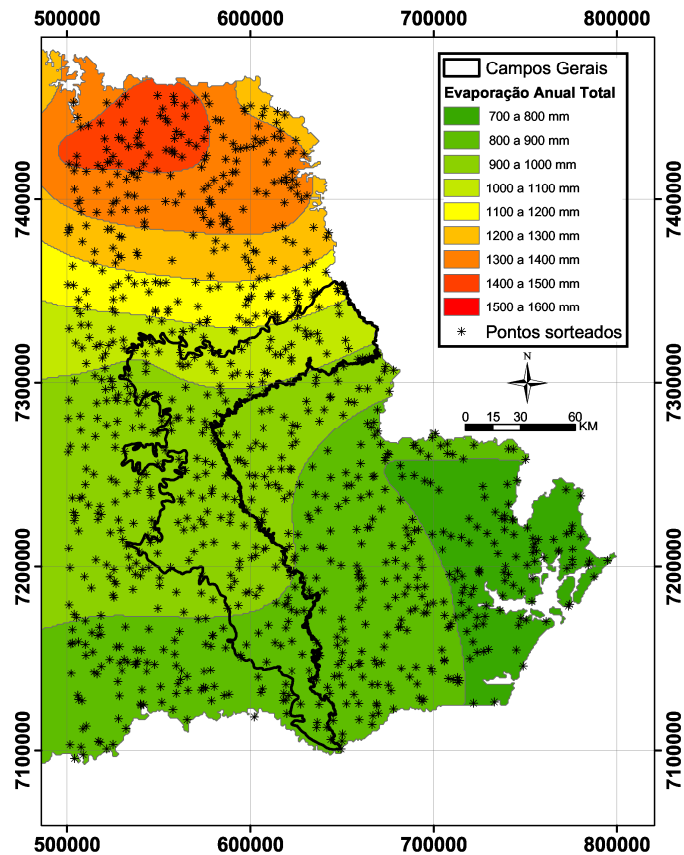 500000 600000 700000 800000
Campos Gerais
Evaporação Anual Total
700 a 800 mm
800 a 900 mm
900 a 1000 mm
1000 a 1100 mm
1100 a 1200 mm
1200 a 1300 mm
1300 a 1400 mm
1400 a 1500 mm
1500 a 1600 mm
Pontos sorteados
N
0 15 30 60
KM
7400000 7400000
7300000 7300000
7200000 7200000
7100000 7100000
500000 600000 700000 800000